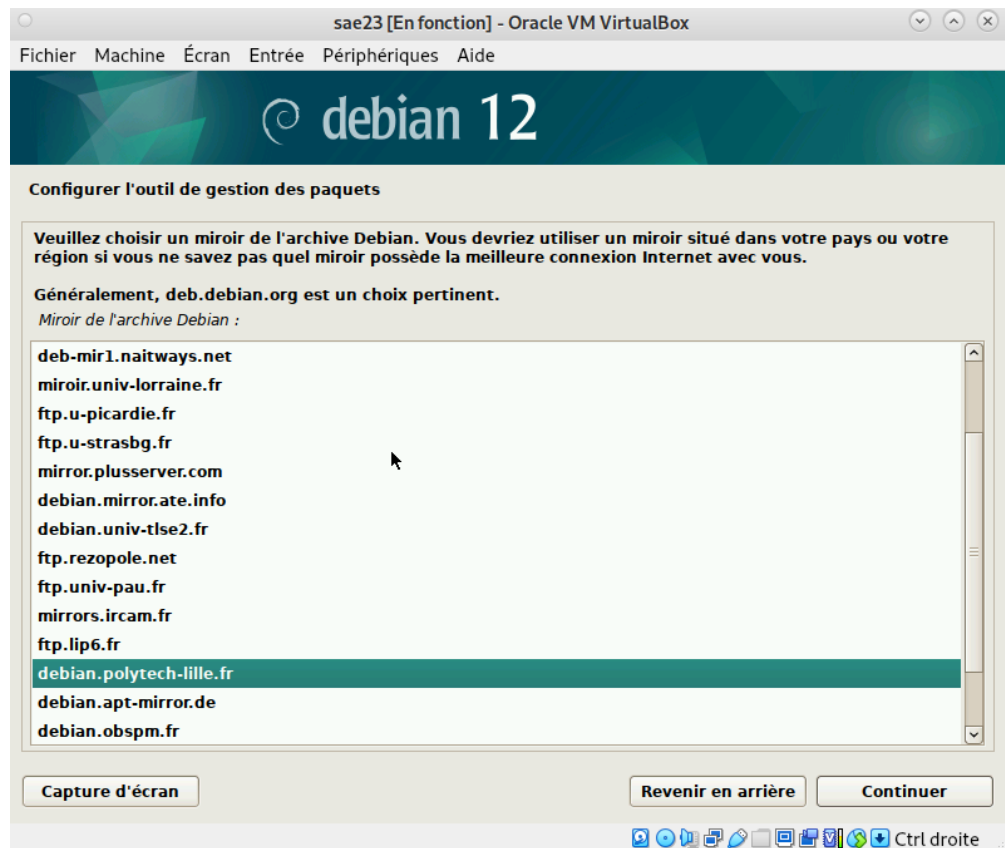 sae23 [En fonction] - Oracle VM VirtualBox
Fichier Machine Écran Entrée Périphériques Aide
debian 12
Configurer l'outil de gestion des paquets
Veuillez choisir un miroir de l'archive Debian. Vous devriez utiliser un miroir situé dans votre pays ou votre
région si vous ne savez pas quel miroir possède la meilleure connexion Internet avec vous.
Généralement, deb.debian.org est un choix pertinent.
Miroir de l'archive Debian :
deb-mir1.naitways.net
miroir.univ-lorraine.fr
ftp.u-picardie.fr
ftp.u-strasbg.fr
mirror.plusserver.com
debian.mirror.ate.info
debian.univ-tlse2.fr
ftp.rezopole.net
ftp.univ-pau.fr
mirrors.ircam.fr
ftp.lip6.fr
debian.polytech-lille.fr
debian.apt-mirror.de
debian.obspm.fr
Capture d'écran Revenir en arrière Continuer
Ctrl droite